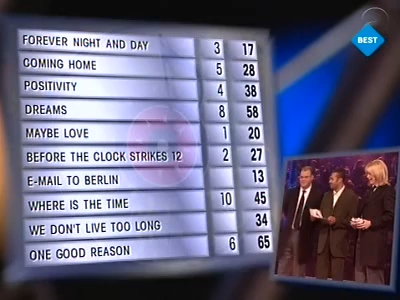 BEST
FOREVER NIGHT AND DAY 3 17
COMING HOME 5 28
POSITIVITY 4 38
DREAMS 8 58
MAYBE LOVE 1 20
BEFORE THE CLOCK STRIKES 12 2 27
E-MAIL TO BERLIN 13
WHERE IS THE TIME 10 45
WE DON'T LIVE TOO LONG 34
ONE GOOD REASON 6 65